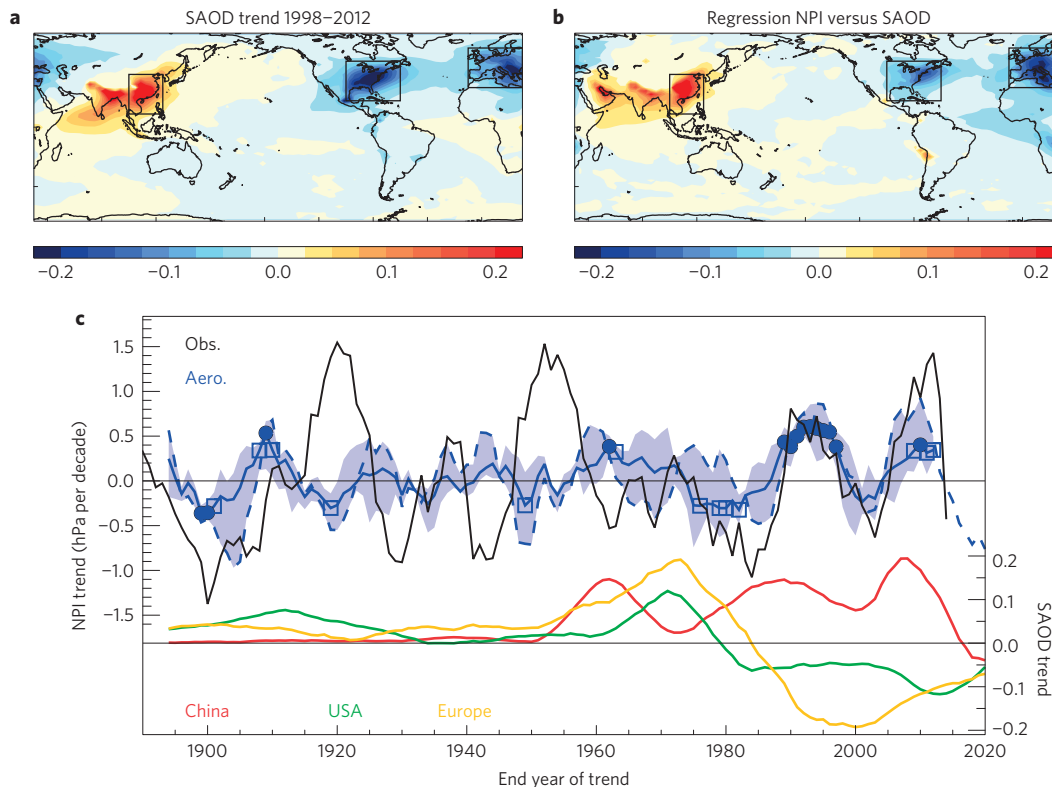 a SAOD trend 1998–2012
−0.2 −0.1 0.0 0.1 0.2
b Regression NPI versus SAOD
−0.2 −0.1 0.0 0.1 0.2
c
NPI trend (hPa per decade)
1.5
1.0
0.5
0.0
−0.5
−1.0
−1.5
Obs.
Aero.
China USA Europe
0.2
0.1
0.0
−0.1
−0.2
SAOD trend
1900 1920 1940 1960 1980 2000 2020
End year of trend